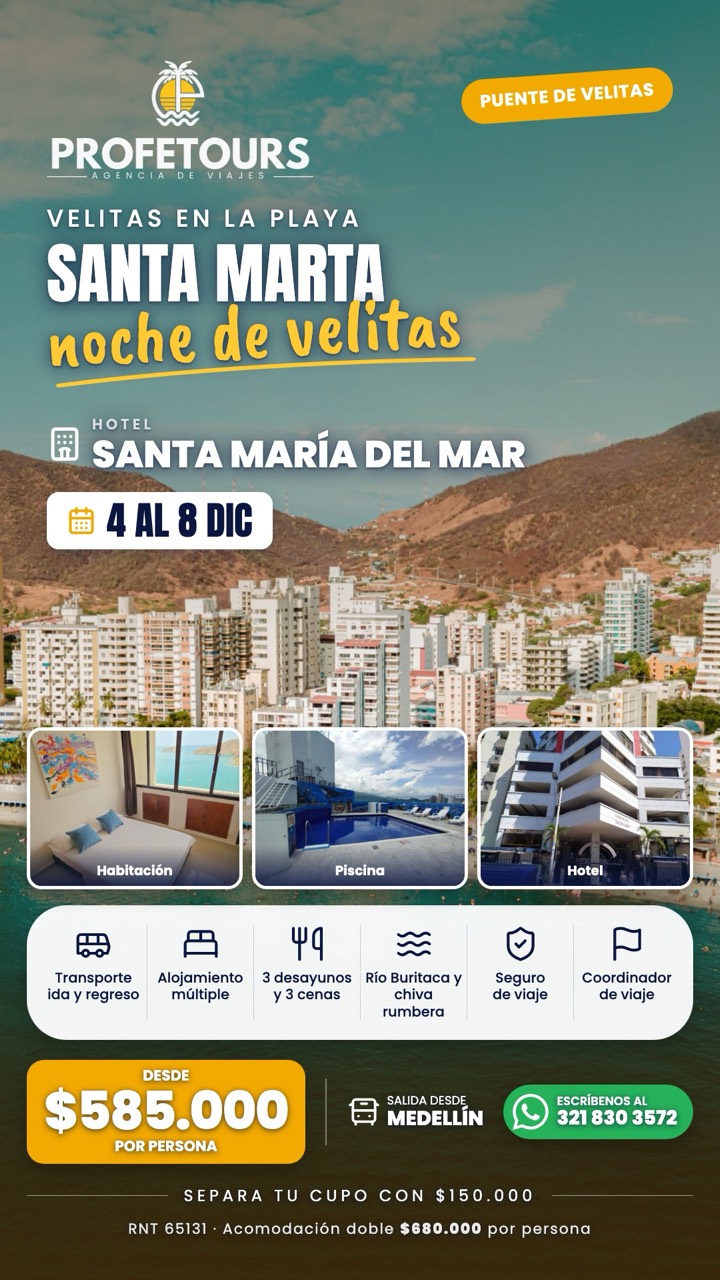 PUENTE DE VELITAS
PROFETOURS
AGENCIA DE VIAJES
VELITAS EN LA PLAYA
SANTA MARTA
noche de velitas
HOTEL
SANTA MARÍA DEL MAR
4 AL 8 DIC
Habitación
Piscina
Hotel
Transporte
ida y regreso
Alojamiento
múltiple
3 desayunos
y 3 cenas
Río Buritaca y
chiva
rumbera
Seguro
de viaje
Coordinador
de viaje
DESDE
$585.000
POR PERSONA
SALIDA DESDE
MEDELLÍN
ESCRÍBENOS AL
321 830 3572
SEPARA TU CUPO CON $150.000
RNT 65131 · Acomodación doble $680.000 por persona